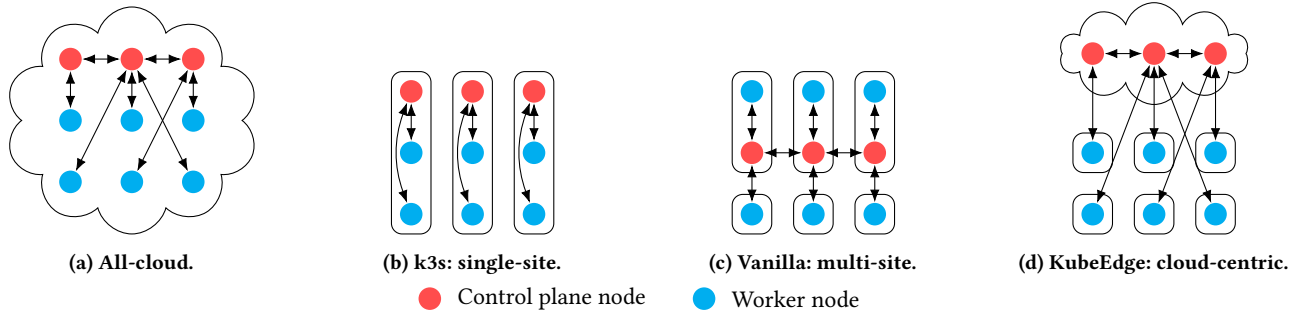 (a) All-cloud.
(b) k3s: single-site.
(c) Vanilla: multi-site.
(d) KubeEdge: cloud-centric.
Control plane node
Worker node